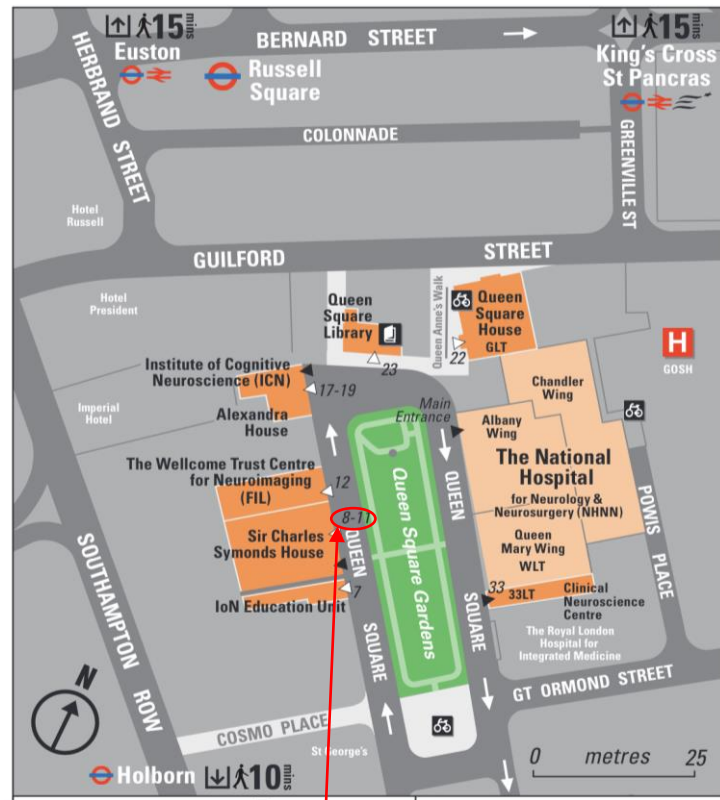 15 mins
Euston
Russell
Square
BERNARD STREET
15 mins
King's Cross
St Pancras
HERBRAND STREET
COLONNADE
GREENVILLE ST
Hotel
Russell
GUILFORD STREET
Hotel
President
Queen
Square
Library
23
Queen Anne's Walk
22
Queen
Square
House
GLT
H
GOSH
Institute of Cognitive
Neuroscience (ICN)
17-19
Alexandra
House
Imperial
Hotel
Main
Entrance
Albany
Wing
Chandler
Wing
The National
Hospital
for Neurology &
Neurosurgery (NHNN)
Queen
Mary Wing
WLT
The Wellcome Trust Centre
for Neuroimaging
(FIL)
12
8-11
Sir Charles
Symonds House
7
IoN Education Unit
QUEEN SQUARE
Queen Square Gardens
QUEEN SQUARE
33
33LT
Clinical
Neuroscience
Centre
The Royal London
Hospital for
Integrated Medicine
POWIS PLACE
SOUTHAMPTON ROW
GT ORMOND STREET
N
COSMO PLACE
St George's
Holborn
10 mins
0 metres 25